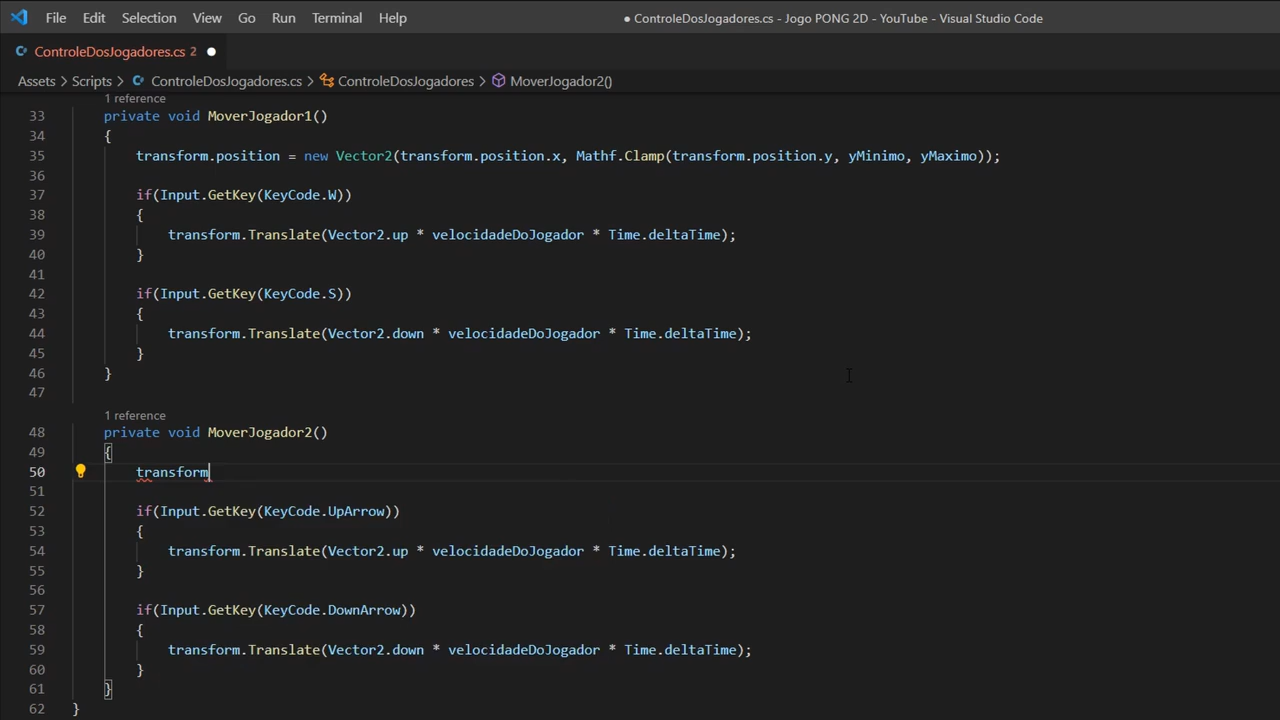 File Edit Selection View Go Run Terminal Help ● ControleDosJogadores.cs - Jogo PONG 2D - YouTube - Visual Studio Code
ControleDosJogadores.cs 2 ●
Assets > Scripts > ControleDosJogadores.cs > ControleDosJogadores > MoverJogador2()
1 reference
33 private void MoverJogador1()
34 {
35 transform.position = new Vector2(transform.position.x, Mathf.Clamp(transform.position.y, yMinimo, yMaximo));
36
37 if(Input.GetKey(KeyCode.W))
38 {
39 transform.Translate(Vector2.up * velocidadeDoJogador * Time.deltaTime);
40 }
41
42 if(Input.GetKey(KeyCode.S))
43 {
44 transform.Translate(Vector2.down * velocidadeDoJogador * Time.deltaTime);
45 }
46 }
47
1 reference
48 private void MoverJogador2()
49 {
50 transform
51
52 if(Input.GetKey(KeyCode.UpArrow))
53 {
54 transform.Translate(Vector2.up * velocidadeDoJogador * Time.deltaTime);
55 }
56
57 if(Input.GetKey(KeyCode.DownArrow))
58 {
59 transform.Translate(Vector2.down * velocidadeDoJogador * Time.deltaTime);
60 }
61 }
62 }